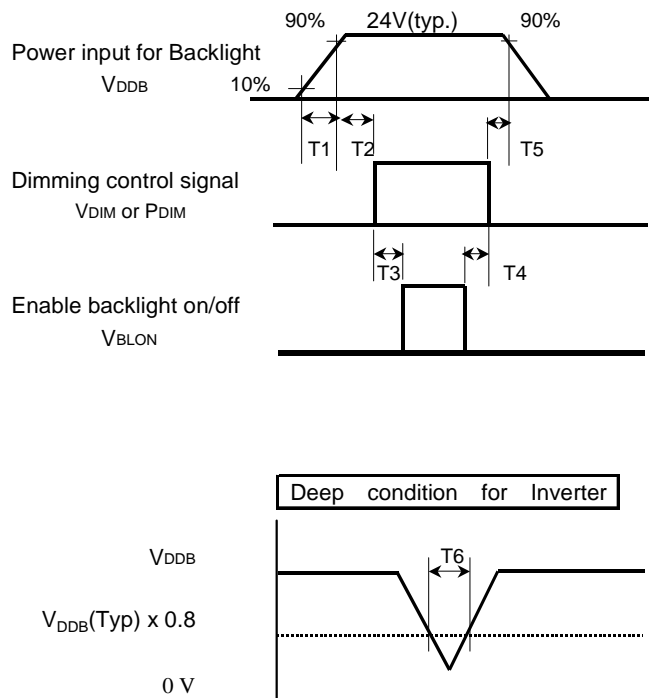 90% 24V(typ.) 90%
Power input for Backlight
VDDB
10%
T1 T2 T5
Dimming control signal
VDIM or PDIM
T3 T4
Enable backlight on/off
VBLON
Deep condition for Inverter
VDDB T6
VDDB(Typ) x 0.8
0 V